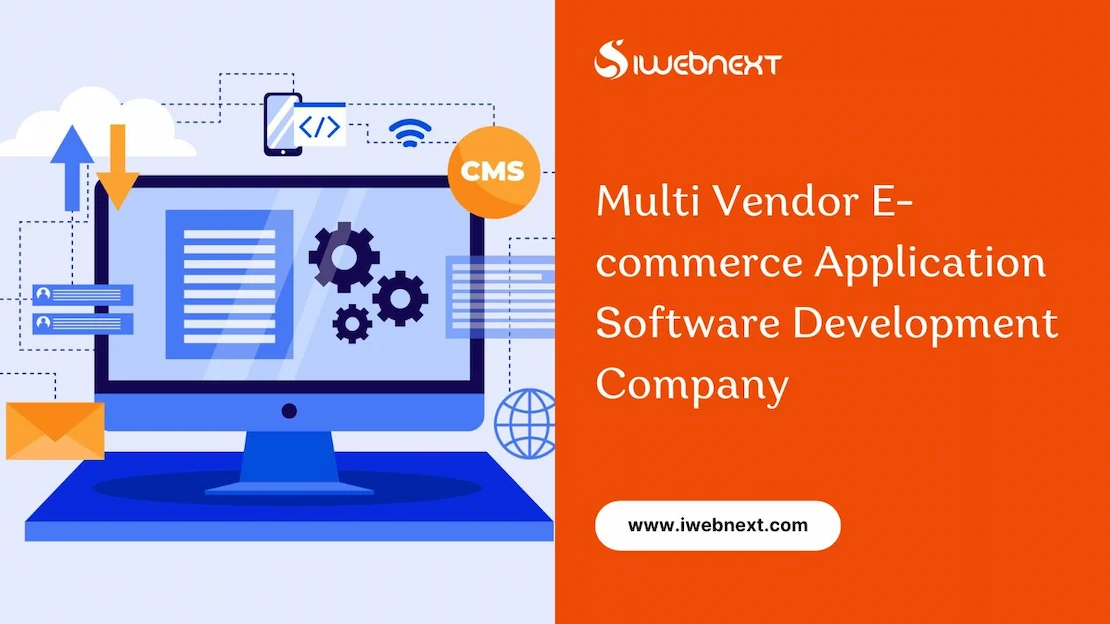 </>
CMS
iwebnext
Multi Vendor E-
commerce Application
Software Development
Company
www.iwebnext.com